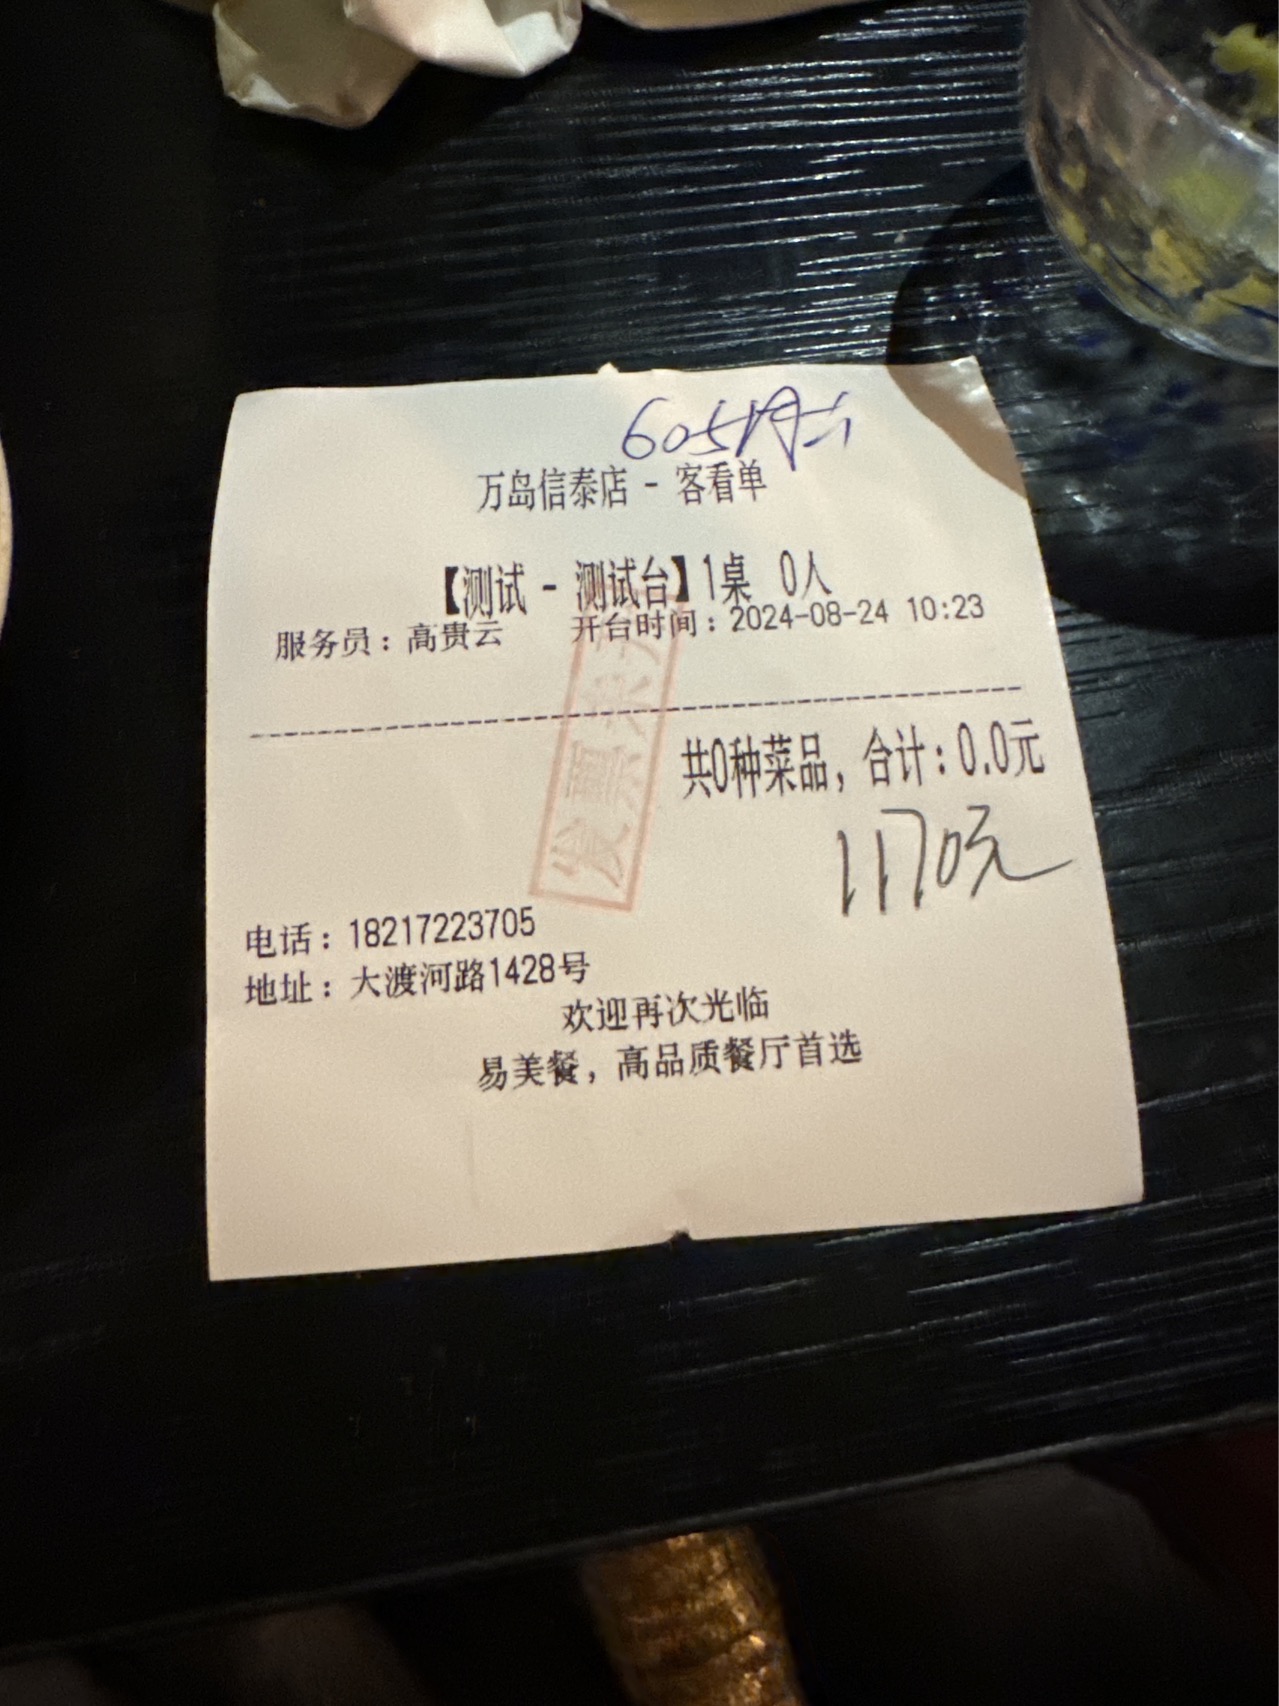 605
万岛信泰店 - 客看单
【测试 - 测试台】1桌 0人
服务员：高贵云 开台时间：2024-08-24 10:23
共0种菜品，合计：0.0元
1170元
发票
电话：18217223705
地址：大渡河路1428号
欢迎再次光临
易美餐，高品质餐厅首选